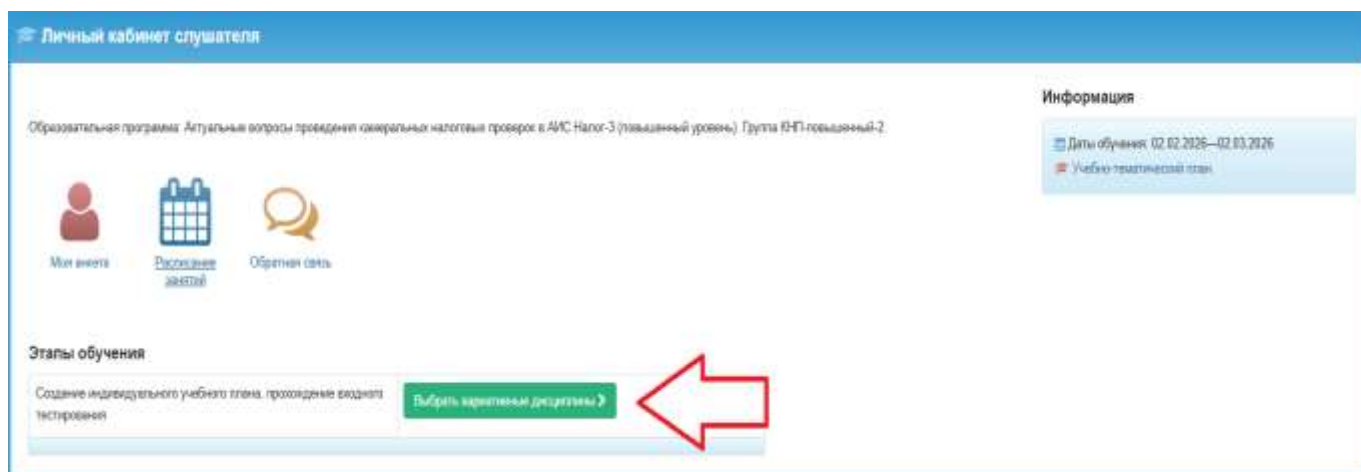 Личный кабинет слушателя
Информация
Образовательная программа: Актуальные вопросы проведения камеральных налоговых проверок в АИС Налог-3 (повышенный уровень). Группа КНП-повышенный-2
Даты обучения: 02.02.2026—02.03.2026
Учебно-тематический план
Моя анкета
Расписание
занятий
Обратная связь
Этапы обучения
Создание индивидуального учебного плана, прохождение входного
тестирования
Выбрать вариативные дисциплины